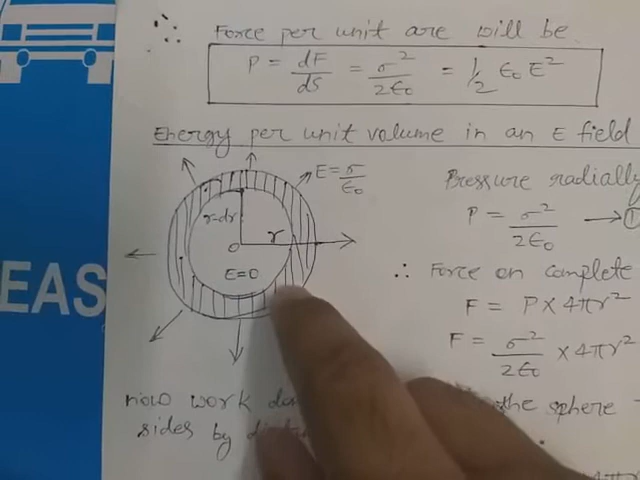 ∴ Force per unit are will be
P = dF/dS = σ²/2ε₀ = 1/2 ε₀ E²
Energy per unit volume in an E field
E = σ/ε₀
r-dr
r
O
E=0
Pressure radially
P = σ²/2ε₀ → ①
∴ Force on complete
F = P × 4πr²
F = σ²/2ε₀ × 4πr²
now work
the sphere
sides by
EAS